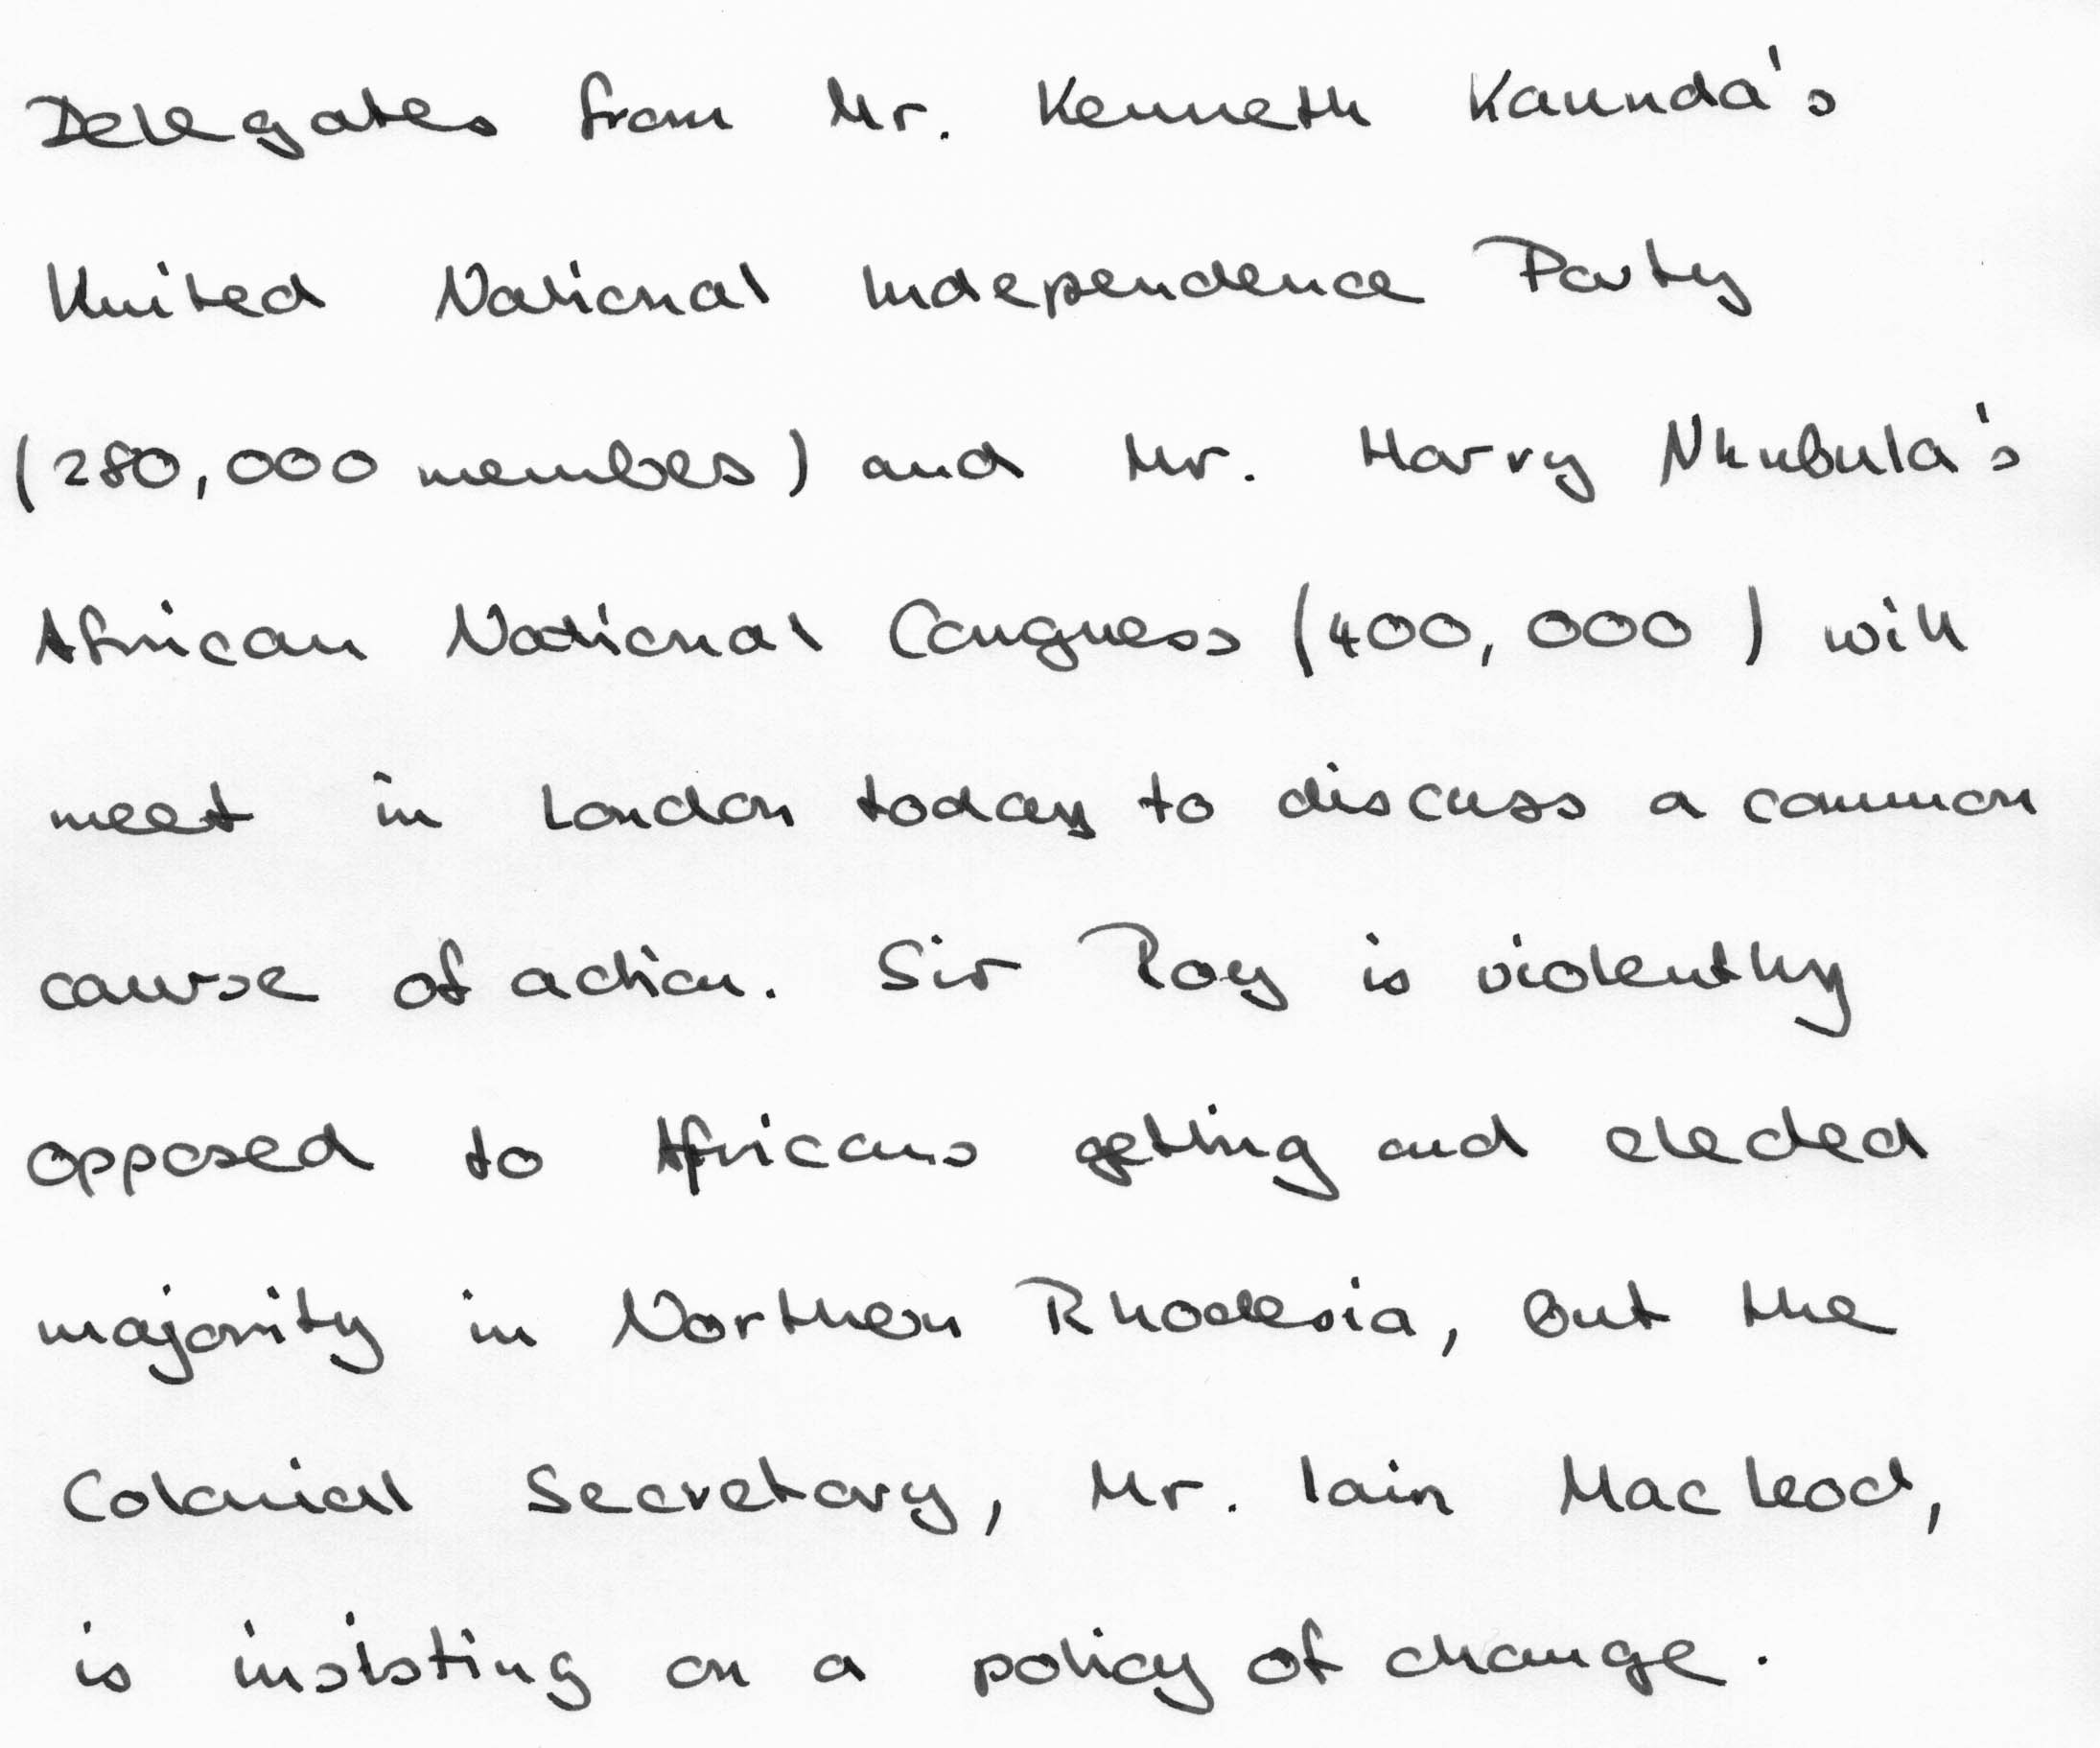 Delegates from Mr. Kenneth Kaunda's
United National Independence Party
(280,000 membes) and Mr. Harry Nkubula's
African National Congress (400,000) will
meet in London today to discuss a common
course of action. Sir Roy is violently
opposed to Africans getting and elected
majority in Northern Rhodesia, but the
Colonial Secretary, Mr. Iain Macleod,
is insisting on a policy of change.